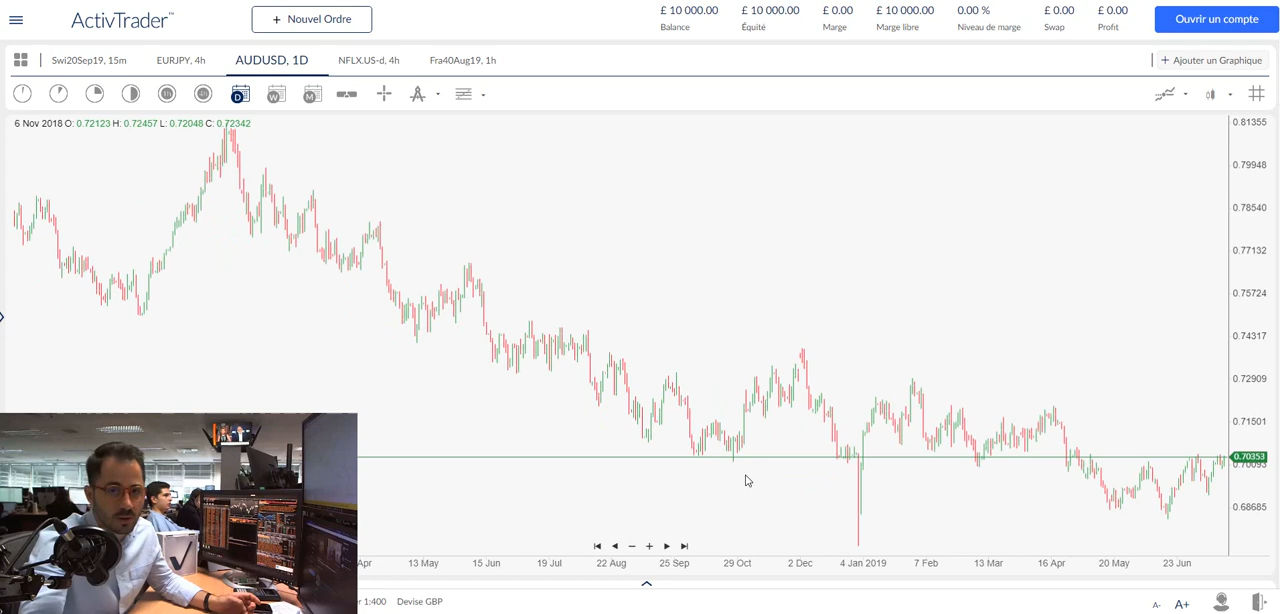 ActivTrader™
+ Nouvel Ordre
£ 10 000.00 £ 10 000.00 £ 0.00 £ 10 000.00 0.00 % £ 0.00 £ 0.00
Balance Équité Marge Marge libre Niveau de marge Swap Profit
Ouvrir un compte
Swi20Sep19, 15m EURJPY, 4h AUDUSD, 1D NFLX.US-d, 4h Fra40Aug19, 1h
+ Ajouter un Graphique
D W M
6 Nov 2018 O: 0.72123 H: 0.72457 L: 0.72048 C: 0.72342
0.81355
0.79948
0.78540
0.77132
0.75724
0.74317
0.72909
0.71501
0.70353
0.70093
0.68685
Apr 13 May 15 Jun 19 Jul 22 Aug 25 Sep 29 Oct 2 Dec 4 Jan 2019 7 Feb 13 Mar 16 Apr 20 May 23 Jun
1:400 Devise GBP
A- A+